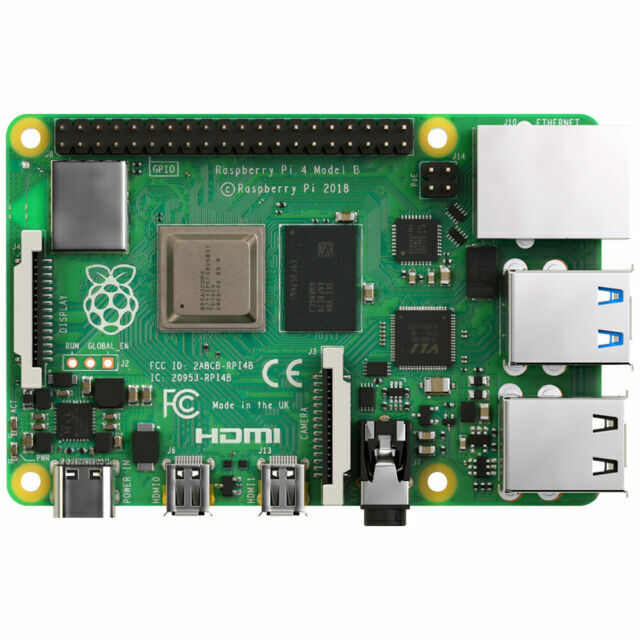 J10 ETHERNET
J8
GPIO
Raspberry Pi 4 Model B
© Raspberry Pi 2018
PoE
J14
J4
DISPLAY
RUN GLOBAL_EN
J2
FCC ID: 2ABCB-RPI4B
IC: 20953-RPI4B
CE
FC
Made in the UK
HDMI
J3
CAMERA
VIA
ACT
PWR
POWER IN
J6
HDMI0
J13
HDMI1
J7